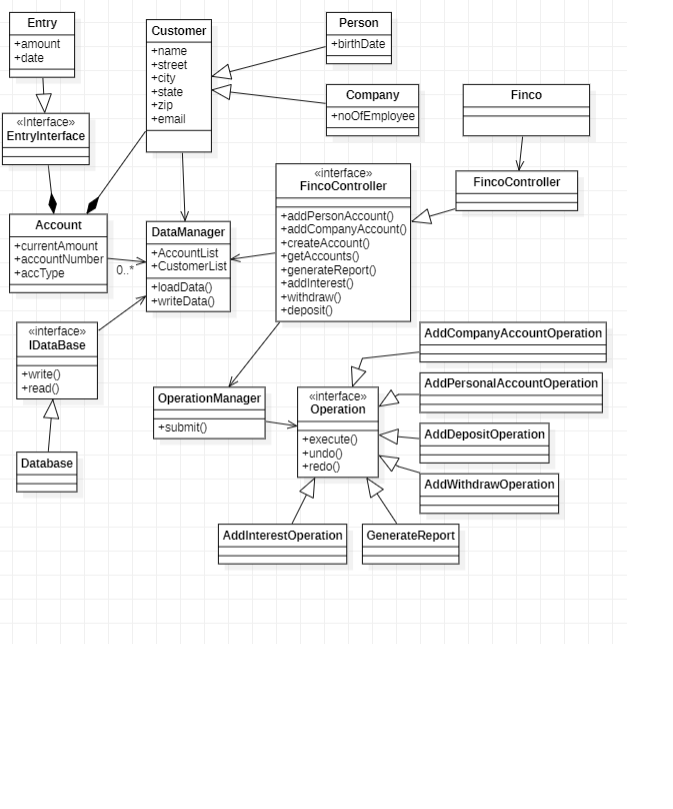 Entry
+amount
+date
Customer
+name
+street
+city
+state
+zip
+email
Person
+birthDate
Company
+noOfEmployee
Finco
«Interface»
EntryInterface
«interface»
FincoController
+addPersonAccount()
+addCompanyAccount()
+createAccount()
+getAccounts()
+generateReport()
+addInterest()
+withdraw()
+deposit()
FincoController
Account
+currentAmount
+accountNumber
+accType
0..*
DataManager
+AccountList
+CustomerList
+loadData()
+writeData()
«interface»
IDataBase
+write()
+read()
Database
OperationManager
+submit()
«interface»
Operation
+execute()
+undo()
+redo()
AddCompanyAccountOperation
AddPersonalAccountOperation
AddDepositOperation
AddWithdrawOperation
AddInterestOperation
GenerateReport